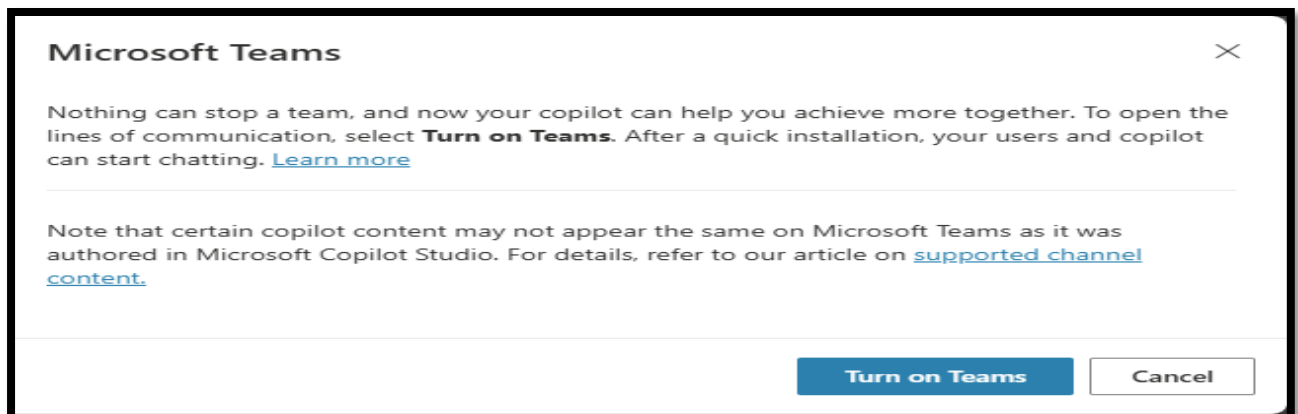 Microsoft Teams
Nothing can stop a team, and now your copilot can help you achieve more together. To open the
lines of communication, select Turn on Teams. After a quick installation, your users and copilot
can start chatting. Learn more
Note that certain copilot content may not appear the same on Microsoft Teams as it was
authored in Microsoft Copilot Studio. For details, refer to our article on supported channel
content.
Turn on Teams Cancel